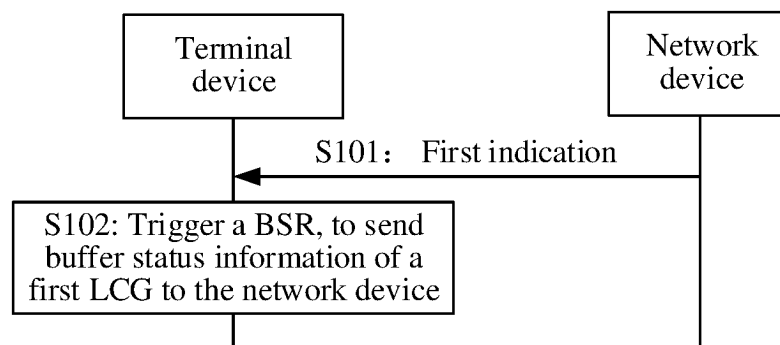 Terminal
device
Network
device
S101： First indication
S102: Trigger a BSR, to send
buffer status information of a
first LCG to the network device